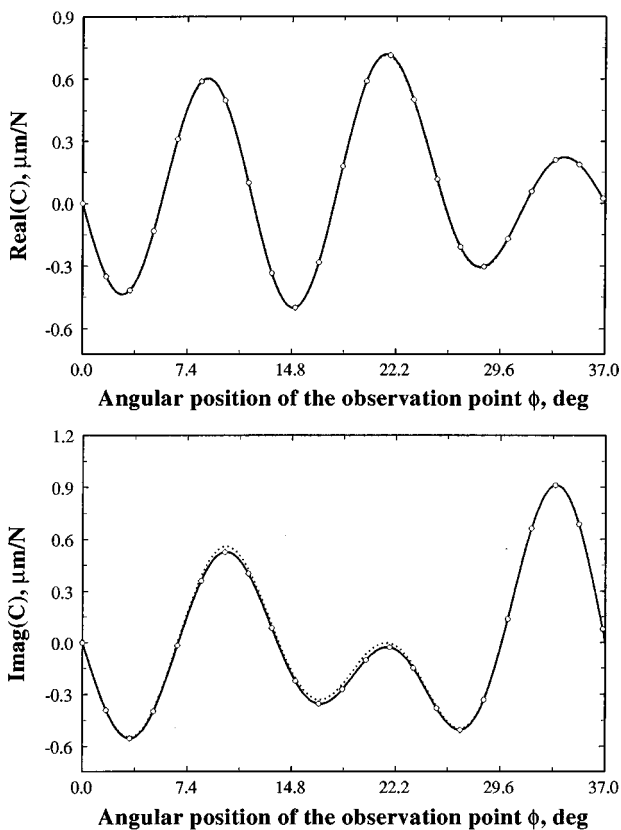 0.9
0.6
0.3
0.0
-0.3
-0.6
Real(C), μm/N
0.0 7.4 14.8 22.2 29.6 37.0
Angular position of the observation point ϕ, deg
1.2
0.9
0.6
0.3
0.0
-0.3
-0.6
Imag(C), μm/N
0.0 7.4 14.8 22.2 29.6 37.0
Angular position of the observation point ϕ, deg